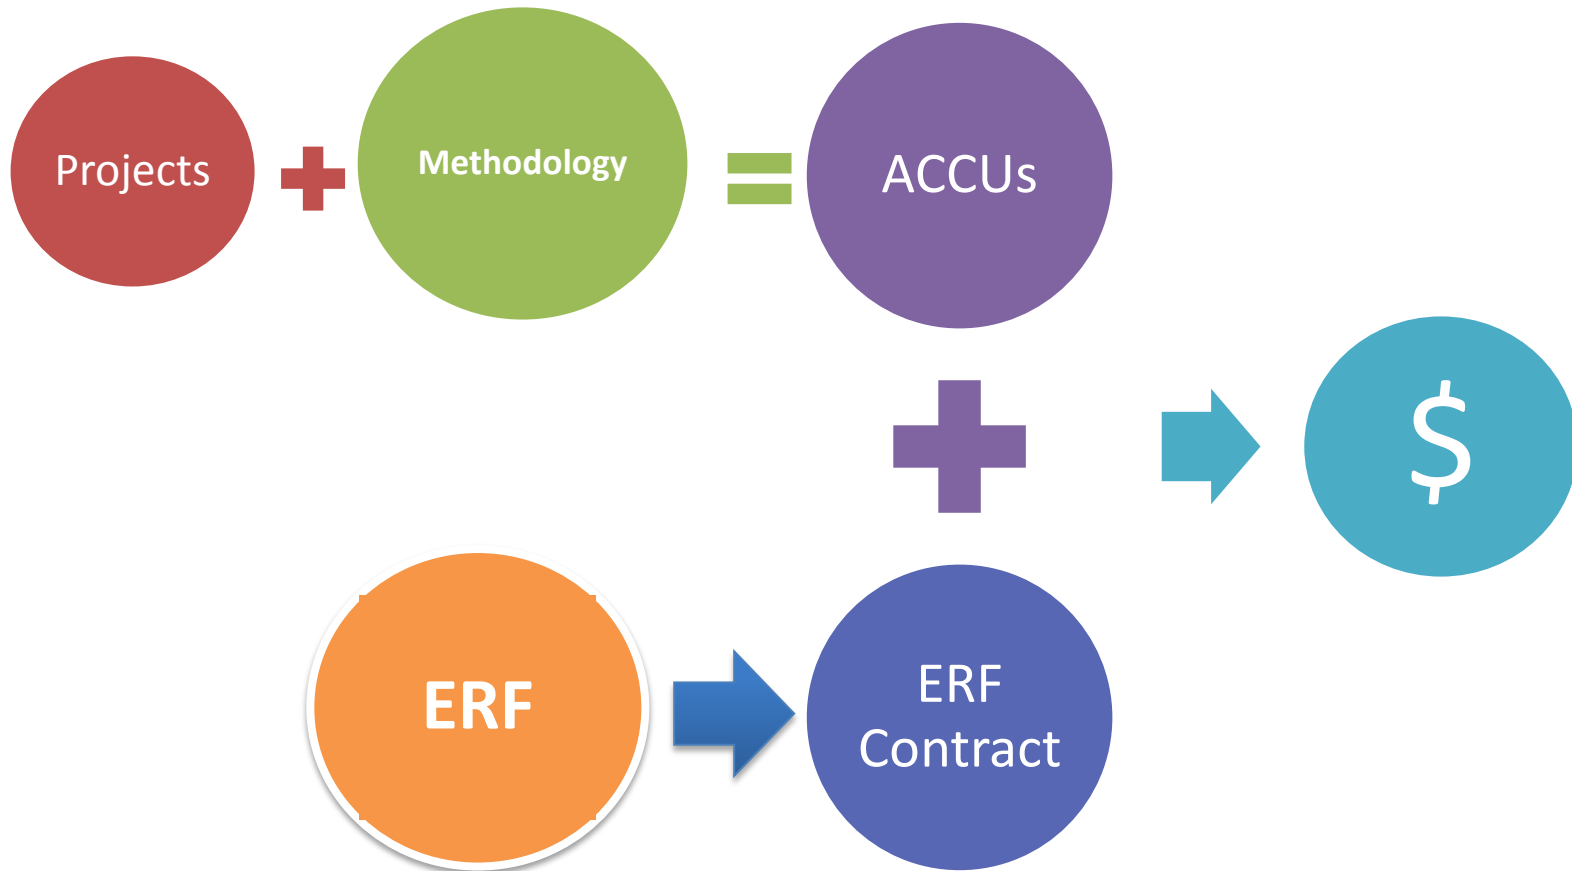 Projects
Methodology
ACCUs
$
ERF
ERF
Contract